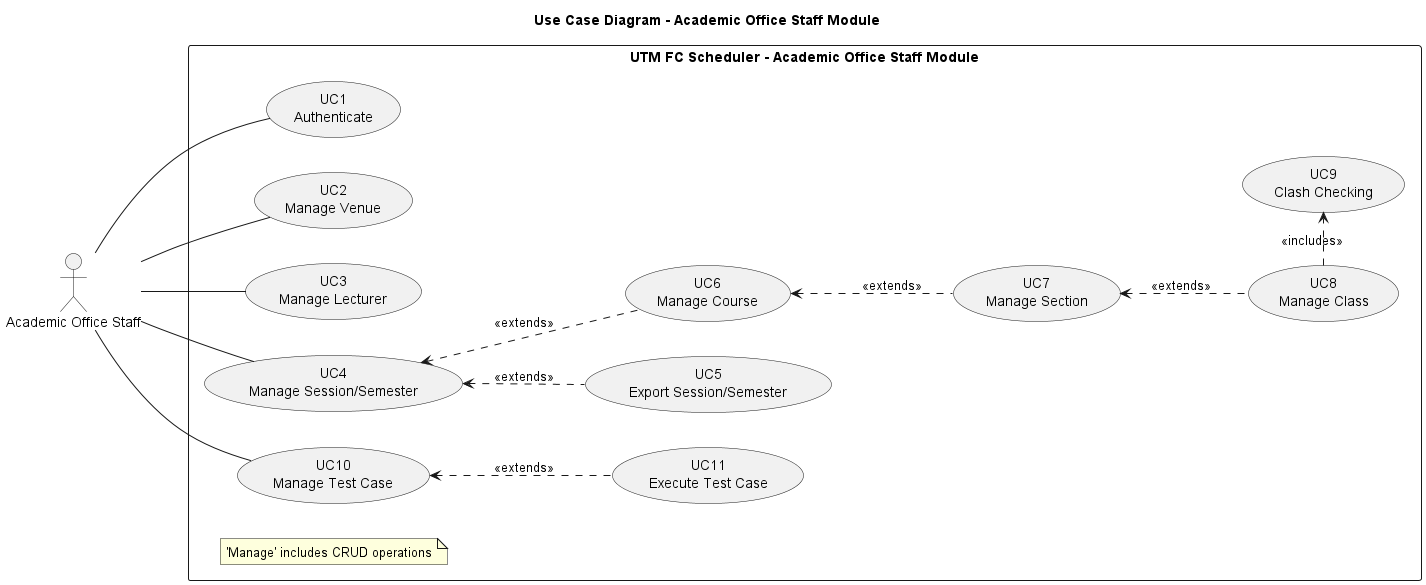 Use Case Diagram - Academic Office Staff Module
UTM FC Scheduler - Academic Office Staff Module
UC1
Authenticate
UC2
Manage Venue
UC3
Manage Lecturer
Academic Office Staff
UC4
Manage Session/Semester
UC10
Manage Test Case
«extends»
«extends»
«extends»
UC6
Manage Course
UC5
Export Session/Semester
UC11
Execute Test Case
«extends»
UC7
Manage Section
«extends»
UC9
Clash Checking
«includes»
UC8
Manage Class
'Manage' includes CRUD operations